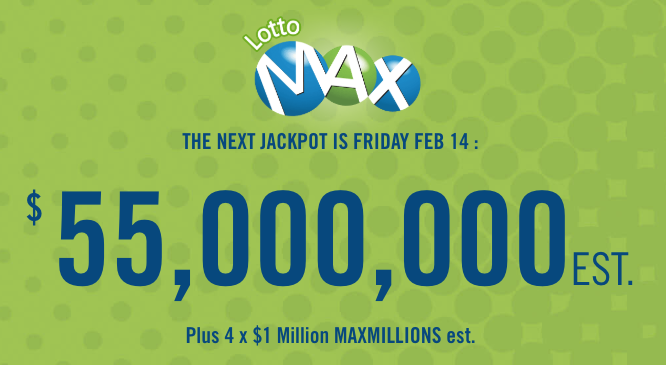 Lotto
MAX
THE NEXT JACKPOT IS FRIDAY FEB 14 :
$55,000,000 EST.
Plus 4 x $1 Million MAXMILLIONS est.